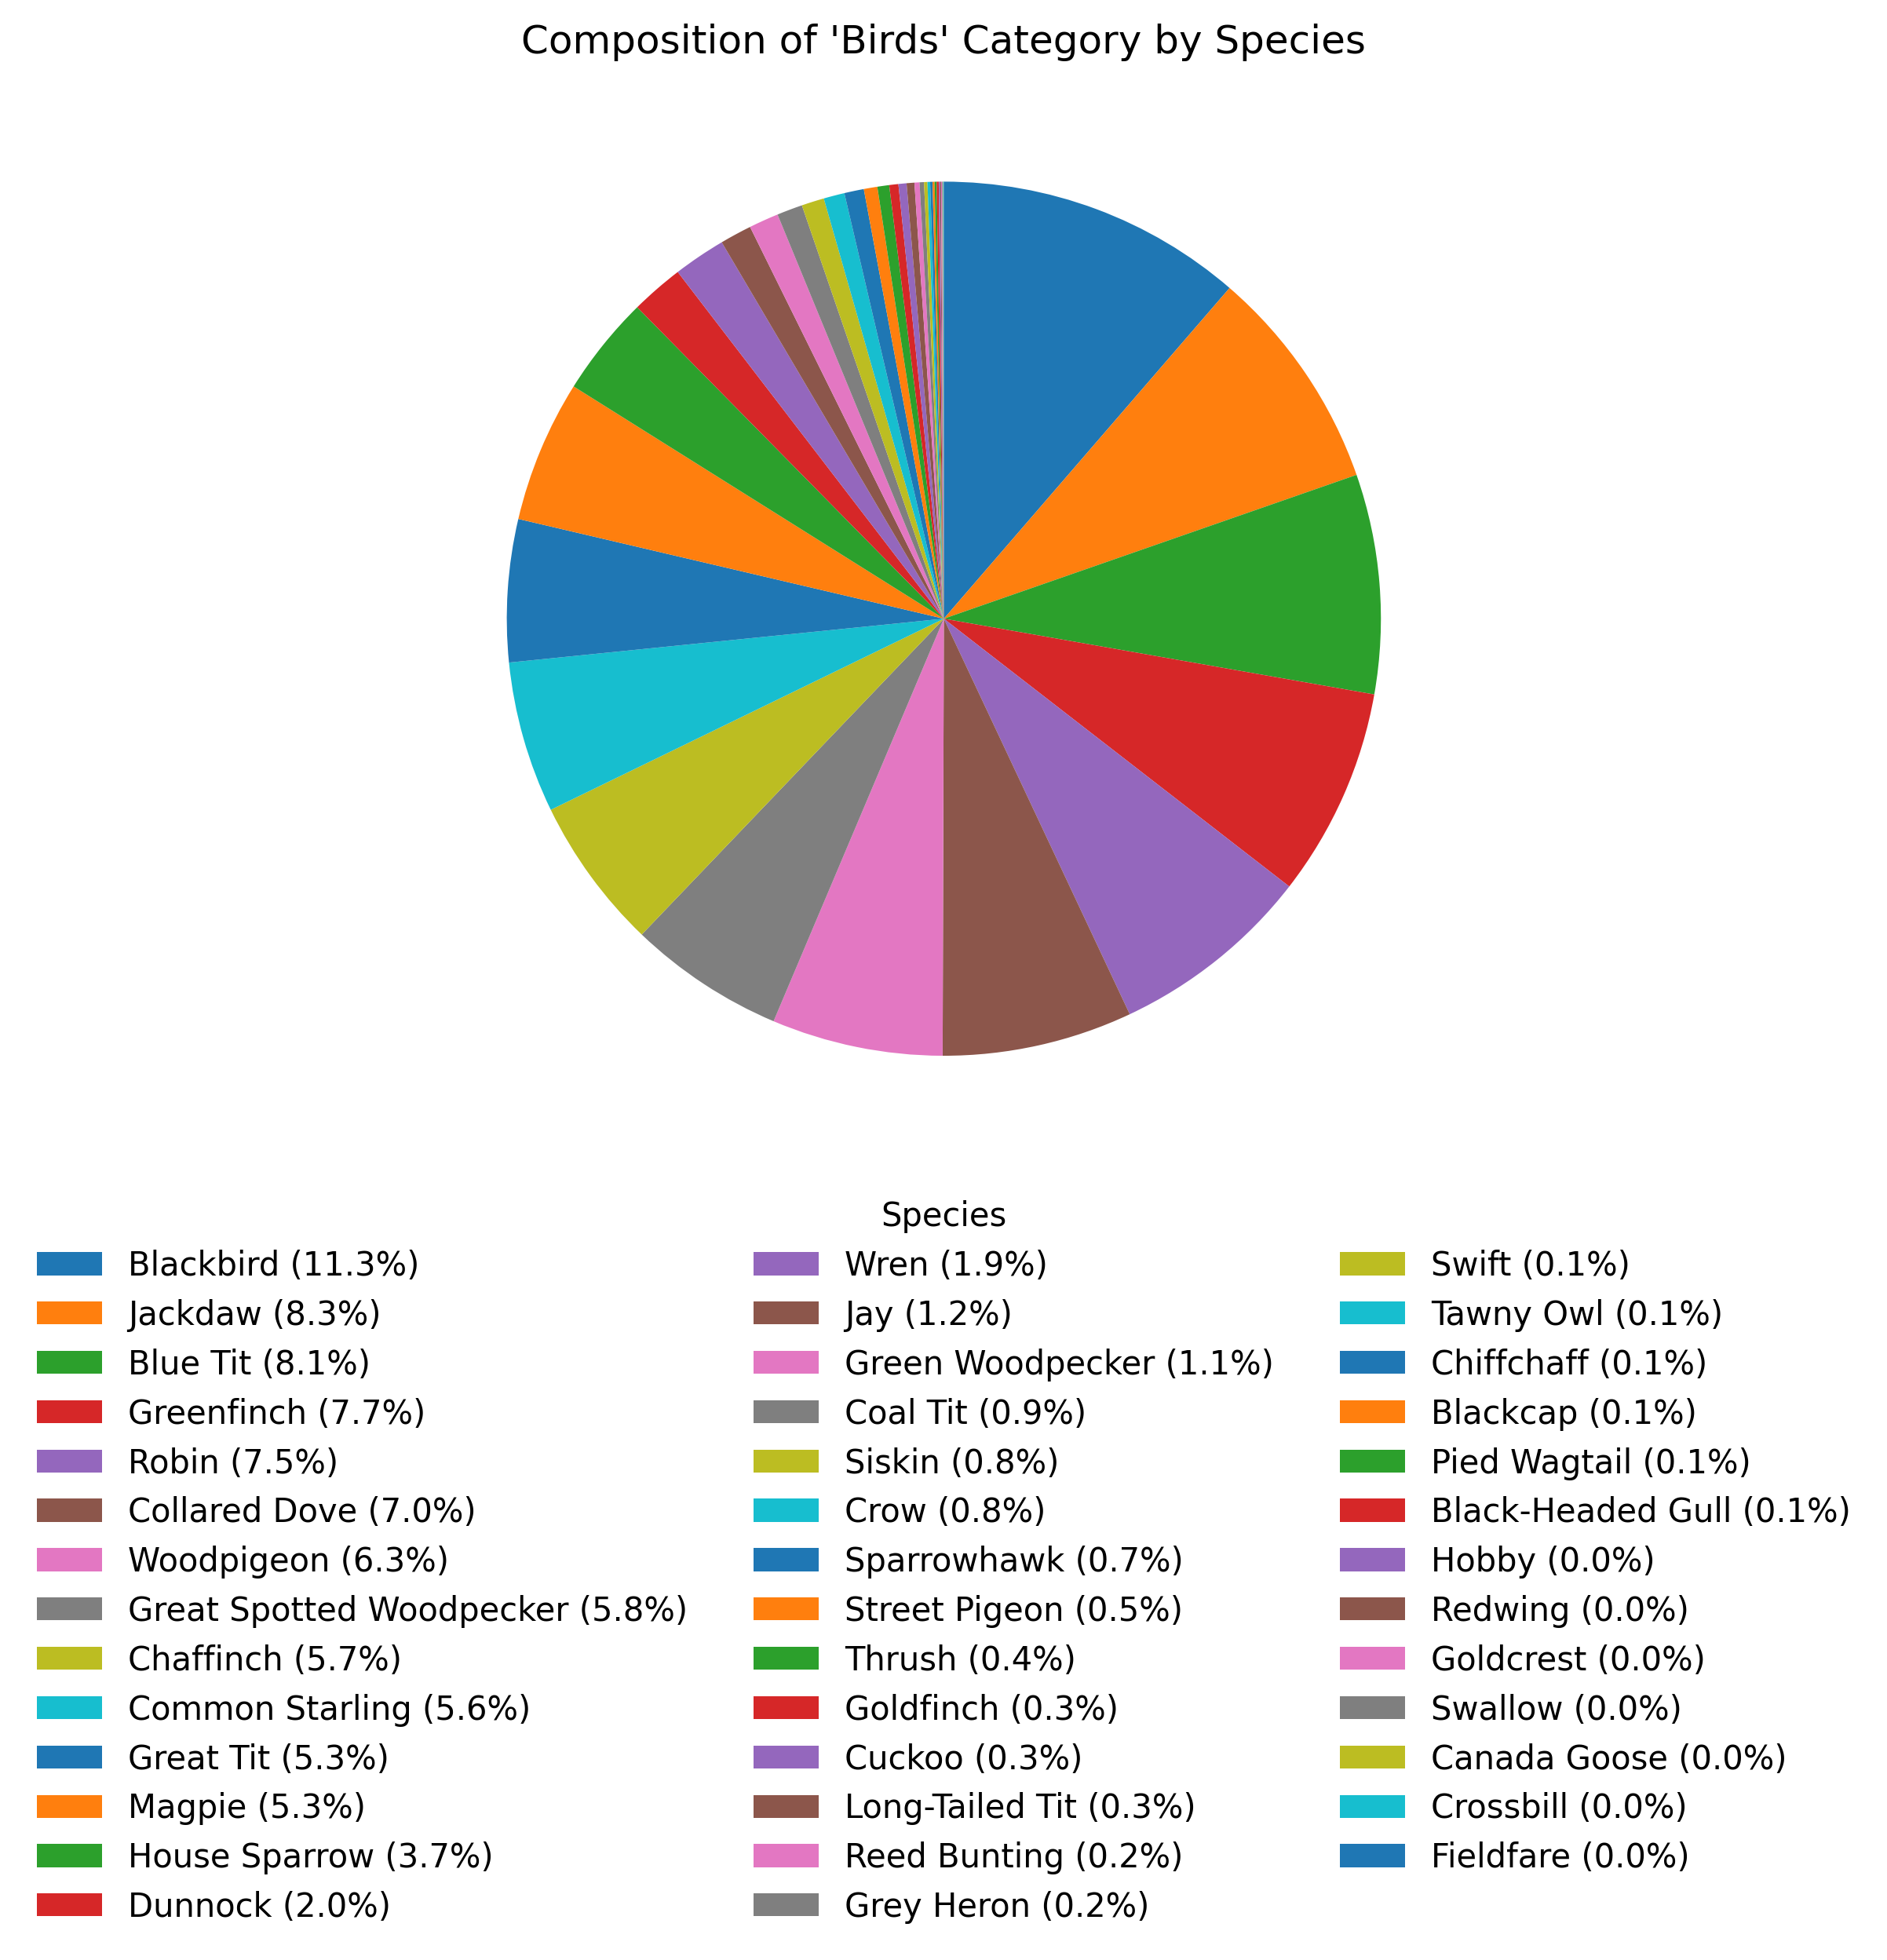 Composition of 'Birds' Category by Species
Species
Blackbird (11.3%)
Jackdaw (8.3%)
Blue Tit (8.1%)
Greenfinch (7.7%)
Robin (7.5%)
Collared Dove (7.0%)
Woodpigeon (6.3%)
Great Spotted Woodpecker (5.8%)
Chaffinch (5.7%)
Common Starling (5.6%)
Great Tit (5.3%)
Magpie (5.3%)
House Sparrow (3.7%)
Dunnock (2.0%)
Wren (1.9%)
Jay (1.2%)
Green Woodpecker (1.1%)
Coal Tit (0.9%)
Siskin (0.8%)
Crow (0.8%)
Sparrowhawk (0.7%)
Street Pigeon (0.5%)
Thrush (0.4%)
Goldfinch (0.3%)
Cuckoo (0.3%)
Long-Tailed Tit (0.3%)
Reed Bunting (0.2%)
Grey Heron (0.2%)
Swift (0.1%)
Tawny Owl (0.1%)
Chiffchaff (0.1%)
Blackcap (0.1%)
Pied Wagtail (0.1%)
Black-Headed Gull (0.1%)
Hobby (0.0%)
Redwing (0.0%)
Goldcrest (0.0%)
Swallow (0.0%)
Canada Goose (0.0%)
Crossbill (0.0%)
Fieldfare (0.0%)